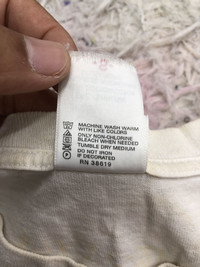 MACHINE WASH WARM
WITH LIKE COLORS
ONLY NON-CHLORINE
BLEACH WHEN NEEDED
TUMBLE DRY MEDIUM
DO NOT IRON
IF DECORATED
RN 38619